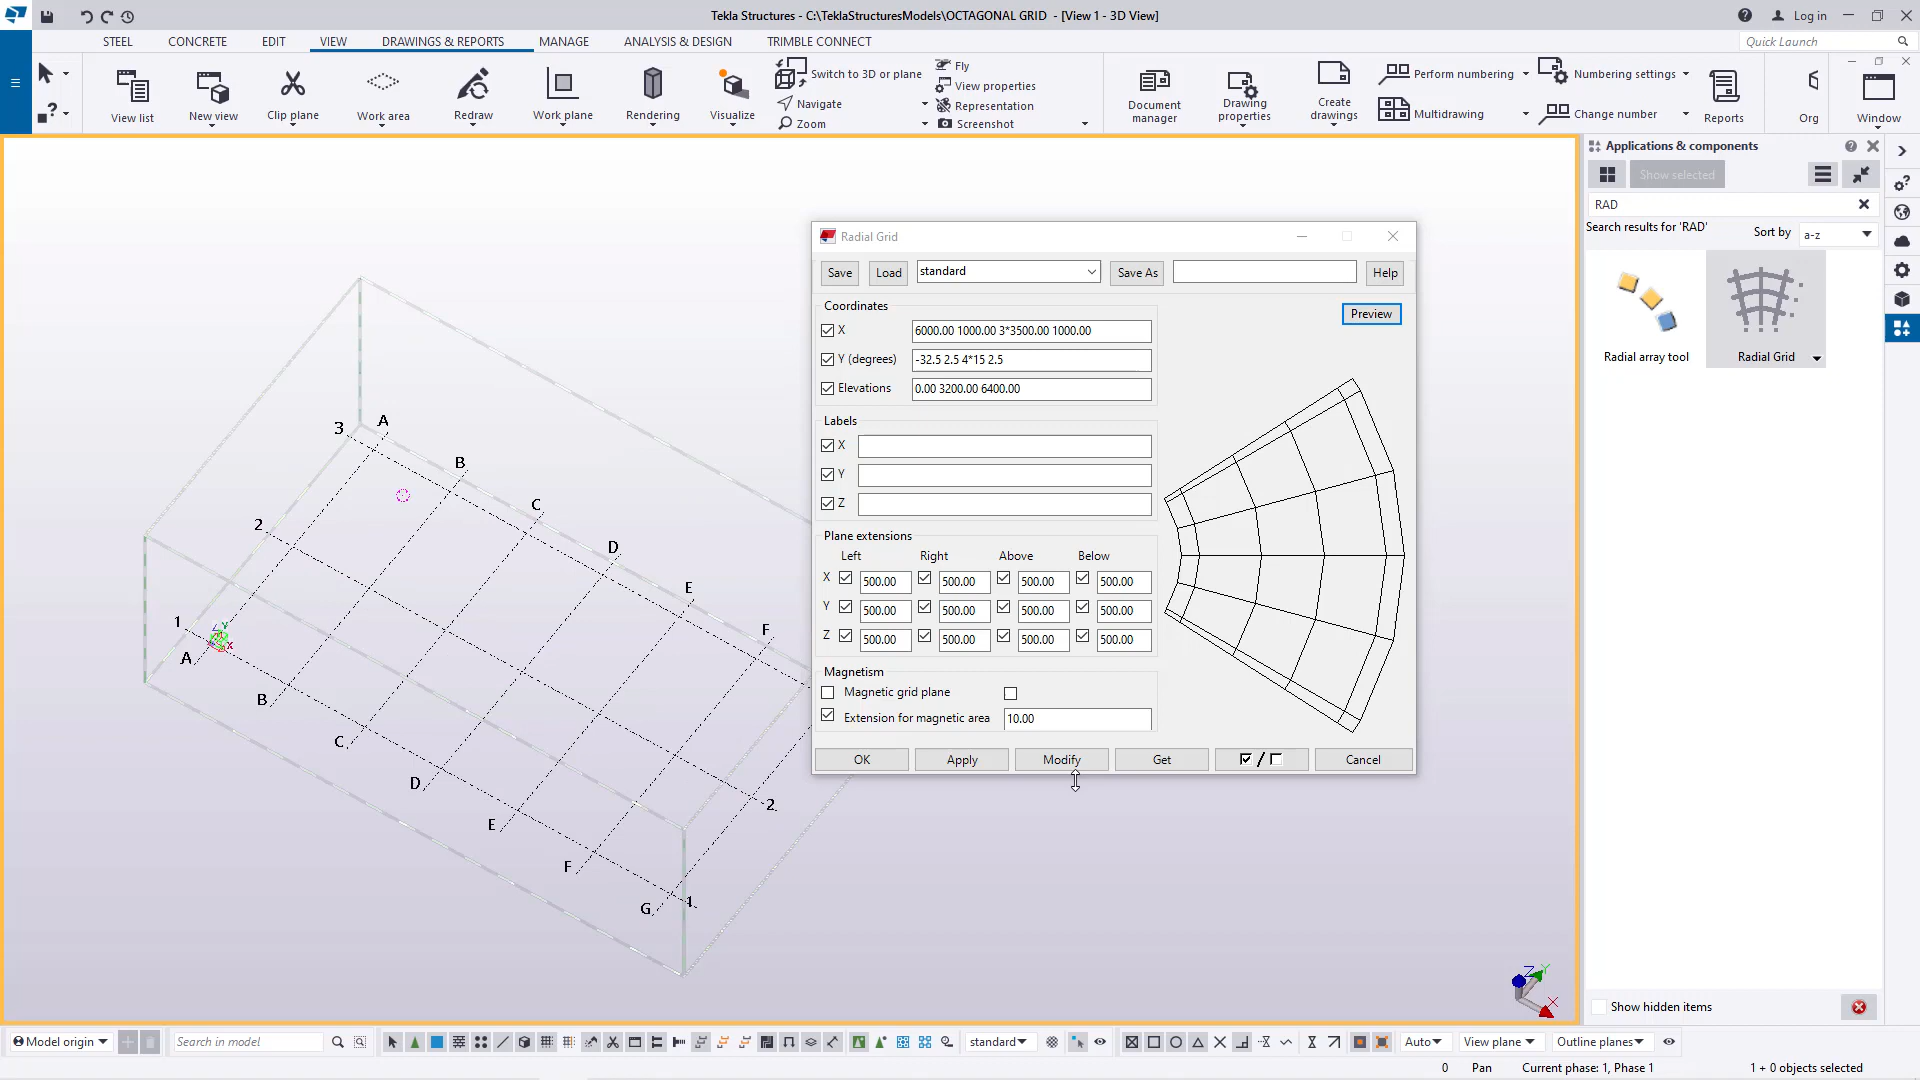 Tekla Structures - C:\TeklaStructuresModels\OCTAGONAL GRID - [View 1 - 3D View]
Log in
STEEL CONCRETE EDIT VIEW DRAWINGS & REPORTS MANAGE ANALYSIS & DESIGN TRIMBLE CONNECT
Quick Launch
View list
New view
Clip plane
Work area
Redraw
Work plane
Rendering
Visualize
Switch to 3D or plane
Navigate
Zoom
Fly
View properties
Representation
Screenshot
Document manager
Drawing properties
Create drawings
Perform numbering
Multidrawing
Numbering settings
Change number
Reports
Org
Window
Applications & components
Show selected
RAD
Search results for 'RAD'
Sort by
a-z
Radial array tool
Radial Grid
Show hidden items
Radial Grid
Save Load standard Save As Help
Coordinates
Preview
X 6000.00 1000.00 3*3500.00 1000.00
Y (degrees) -32.5 2.5 4*15 2.5
Elevations 0.00 3200.00 6400.00
Labels
X
Y
Z
Plane extensions
Left Right Above Below
X 500.00 500.00 500.00 500.00
Y 500.00 500.00 500.00 500.00
Z 500.00 500.00 500.00 500.00
Magnetism
Magnetic grid plane
Extension for magnetic area 10.00
OK Apply Modify Get / Cancel
3 A
B
C
2
D
E
1
F
A
B
C
D
2
E
F
G 1
Z Y
X
Z Y
X
Model origin
Search in model
standard
Auto
View plane
Outline planes
0 Pan Current phase: 1, Phase 1 1 + 0 objects selected